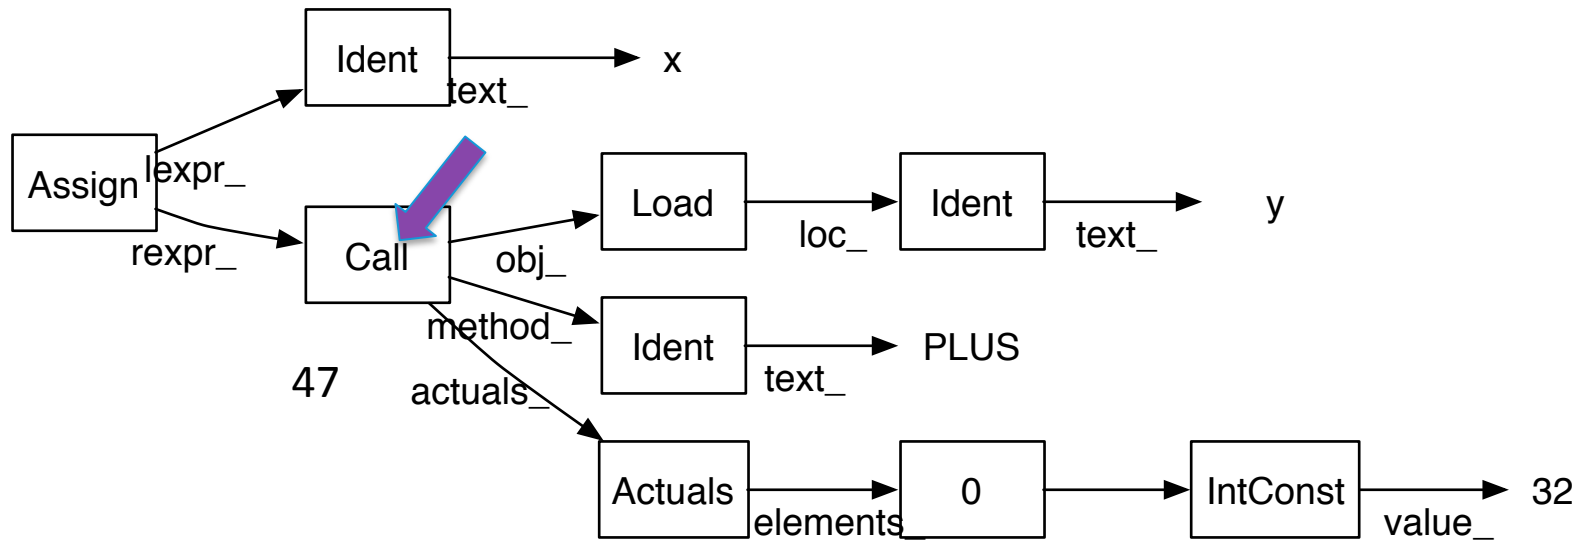 Ident
x
text_
Assign
lexpr_
rexpr_
Call
obj_
Load
loc_
Ident
text_
y
method_
Ident
text_
PLUS
47
actuals_
Actuals
elements_
0
IntConst
value_
32